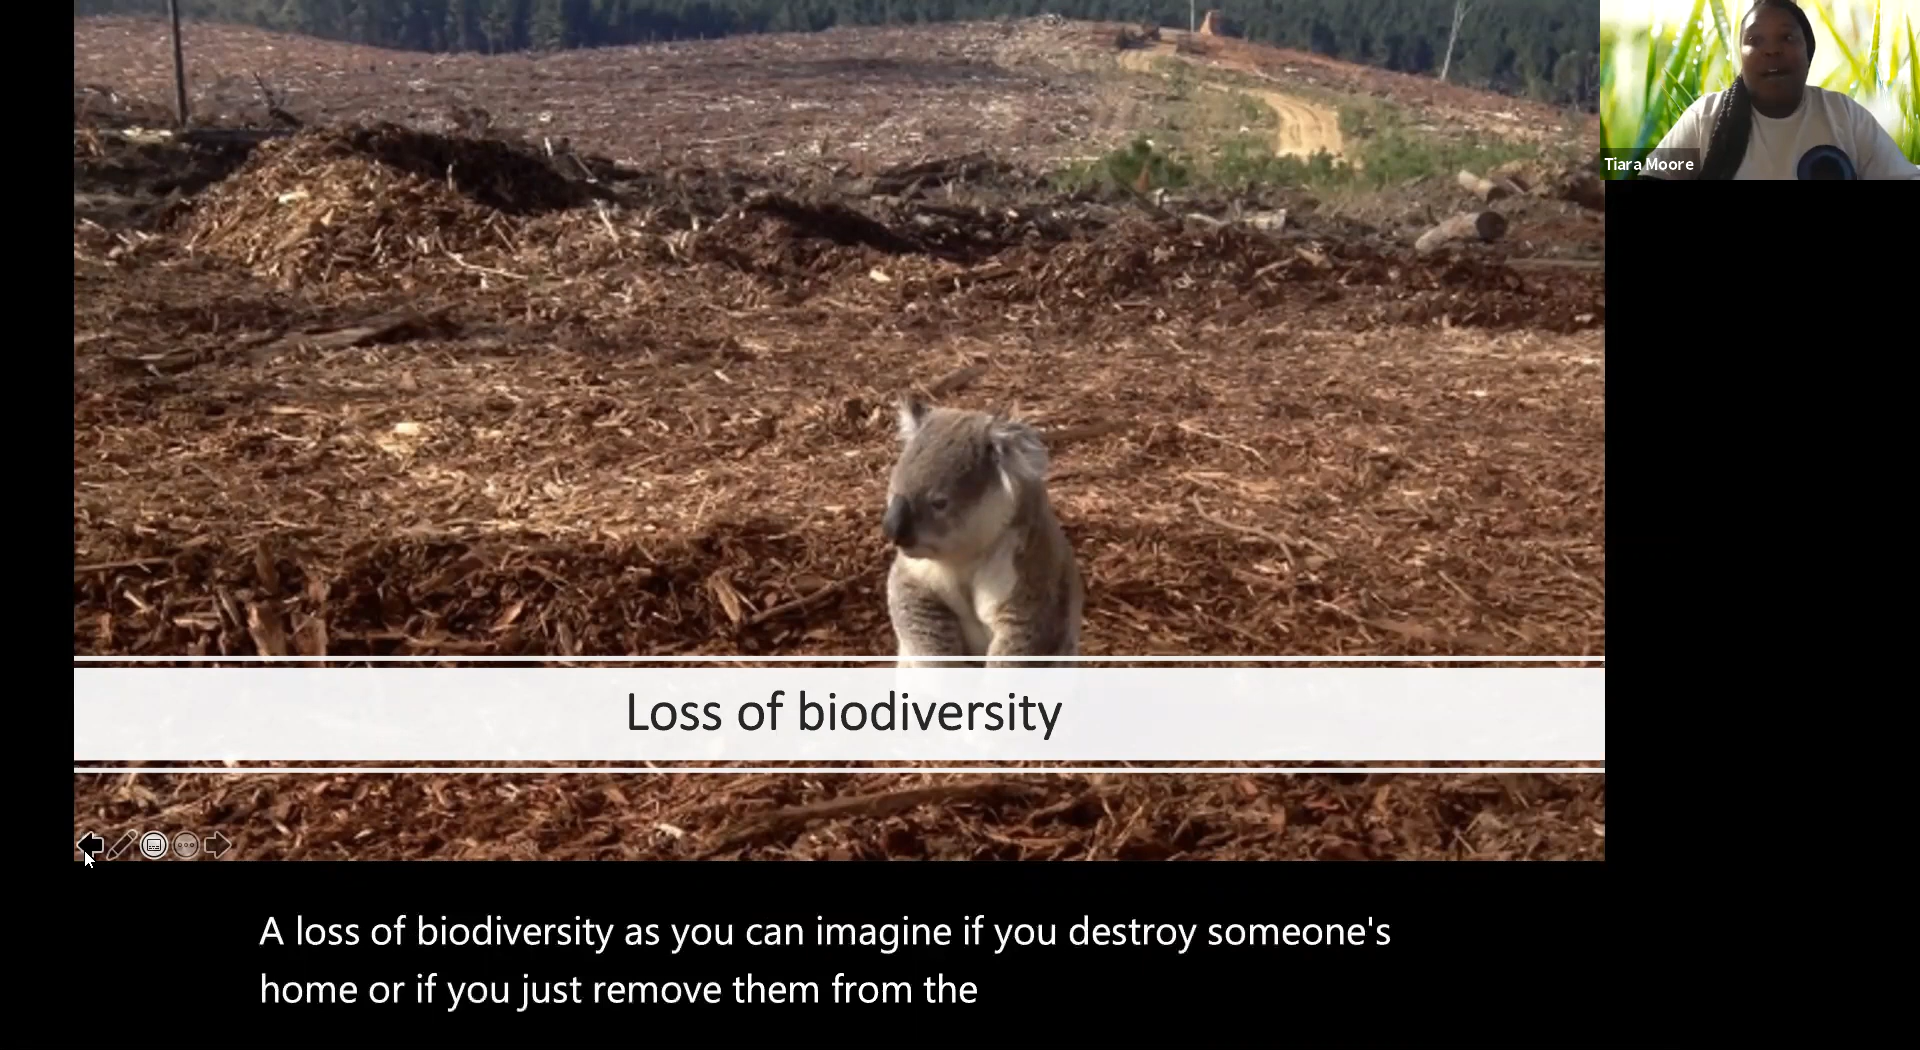 Tiara Moore
Loss of biodiversity
A loss of biodiversity as you can imagine if you destroy someone's
home or if you just remove them from the